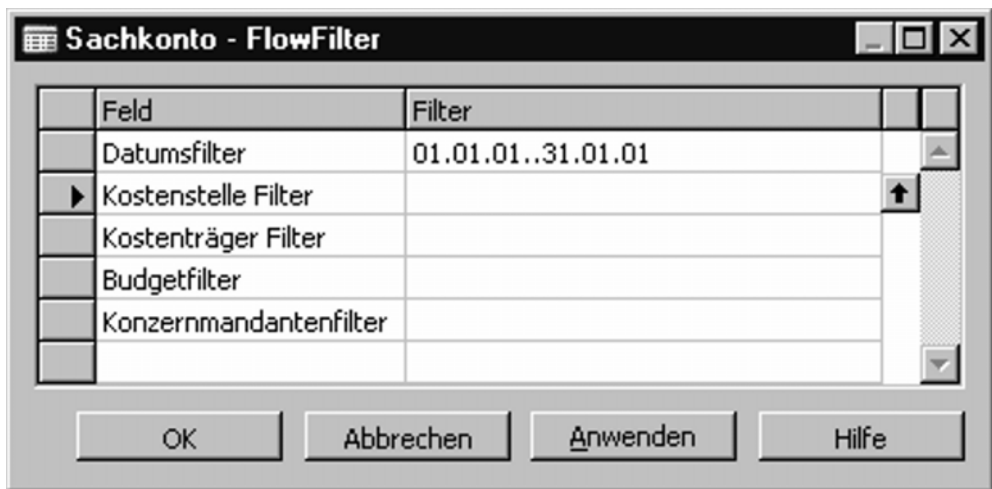 Sachkonto - FlowFilter
Feld Filter
Datumsfilter 01.01.01..31.01.01
Kostenstelle Filter
Kostenträger Filter
Budgetfilter
Konzernmandantenfilter
OK Abbrechen Anwenden Hilfe